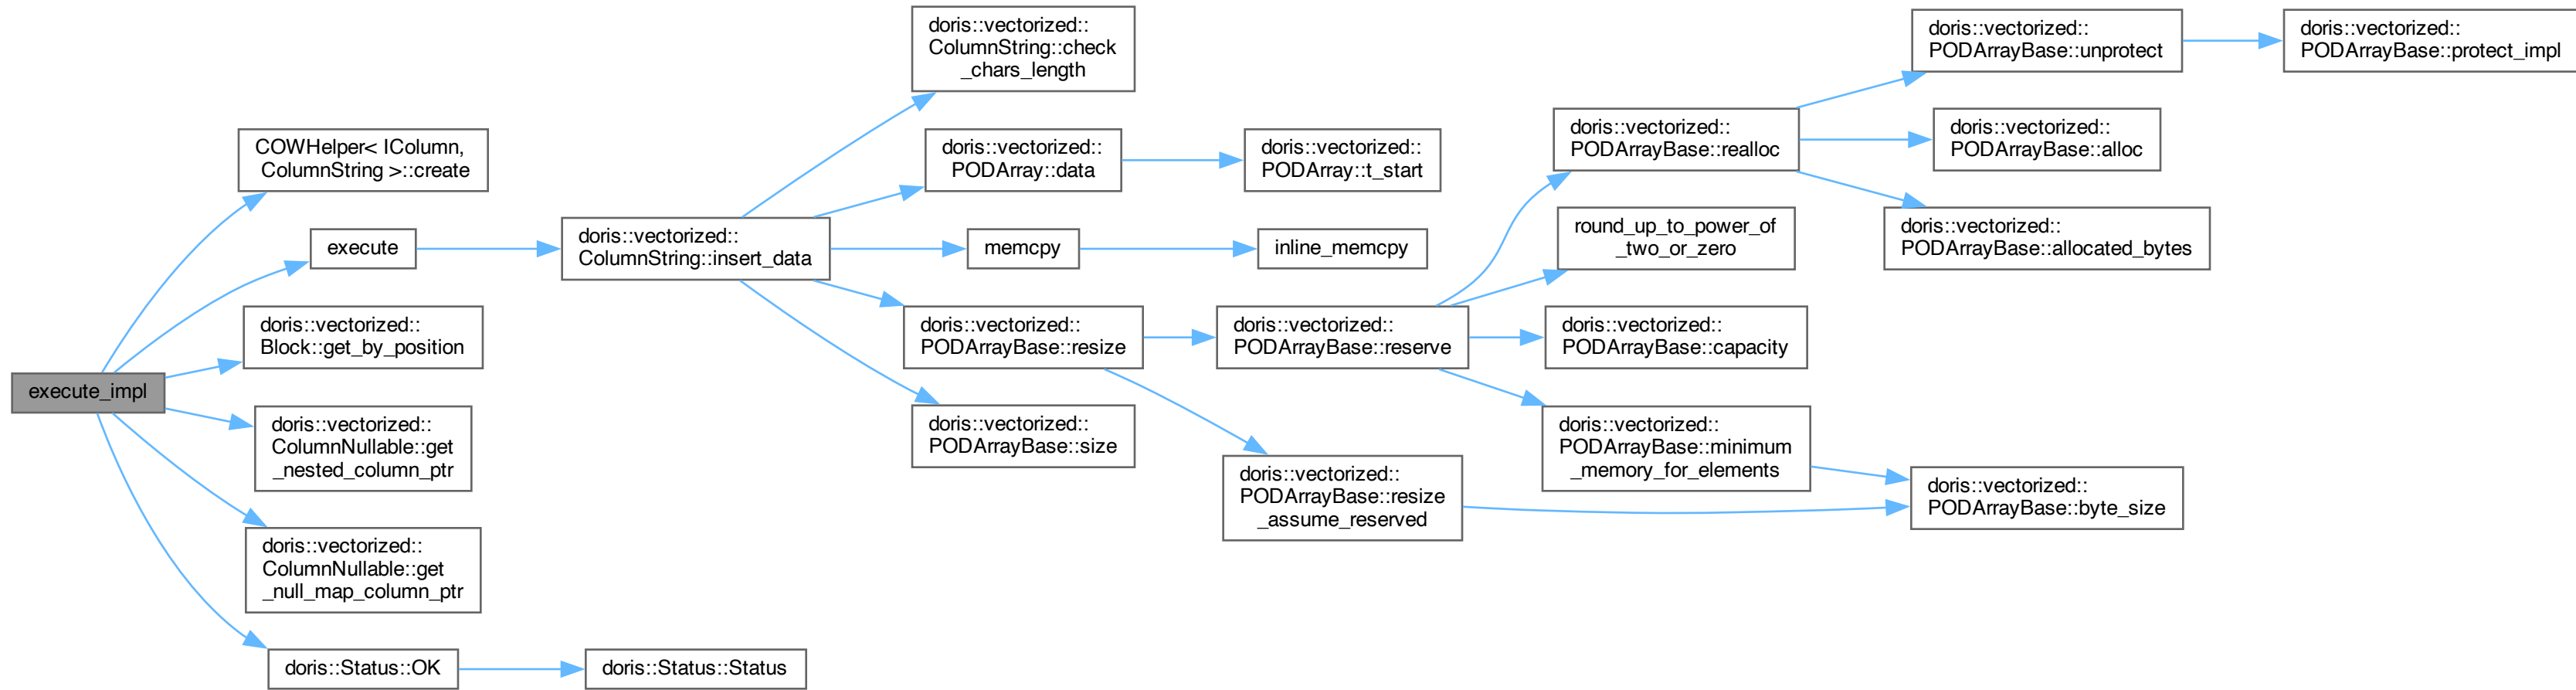 execute_impl
COWHelper< IColumn,
ColumnString >::create
execute
doris::vectorized::
Block::get_by_position
doris::vectorized::
ColumnNullable::get
_nested_column_ptr
doris::vectorized::
ColumnNullable::get
_null_map_column_ptr
doris::Status::OK
doris::Status::Status
doris::vectorized::
ColumnString::insert_data
doris::vectorized::
ColumnString::check
_chars_length
doris::vectorized::
PODArray::data
doris::vectorized::
PODArray::t_start
memcpy
inline_memcpy
doris::vectorized::
PODArrayBase::resize
doris::vectorized::
PODArrayBase::size
doris::vectorized::
PODArrayBase::reserve
doris::vectorized::
PODArrayBase::resize
_assume_reserved
doris::vectorized::
PODArrayBase::realloc
round_up_to_power_of
_two_or_zero
doris::vectorized::
PODArrayBase::capacity
doris::vectorized::
PODArrayBase::minimum
_memory_for_elements
doris::vectorized::
PODArrayBase::unprotect
doris::vectorized::
PODArrayBase::protect_impl
doris::vectorized::
PODArrayBase::alloc
doris::vectorized::
PODArrayBase::allocated_bytes
doris::vectorized::
PODArrayBase::byte_size